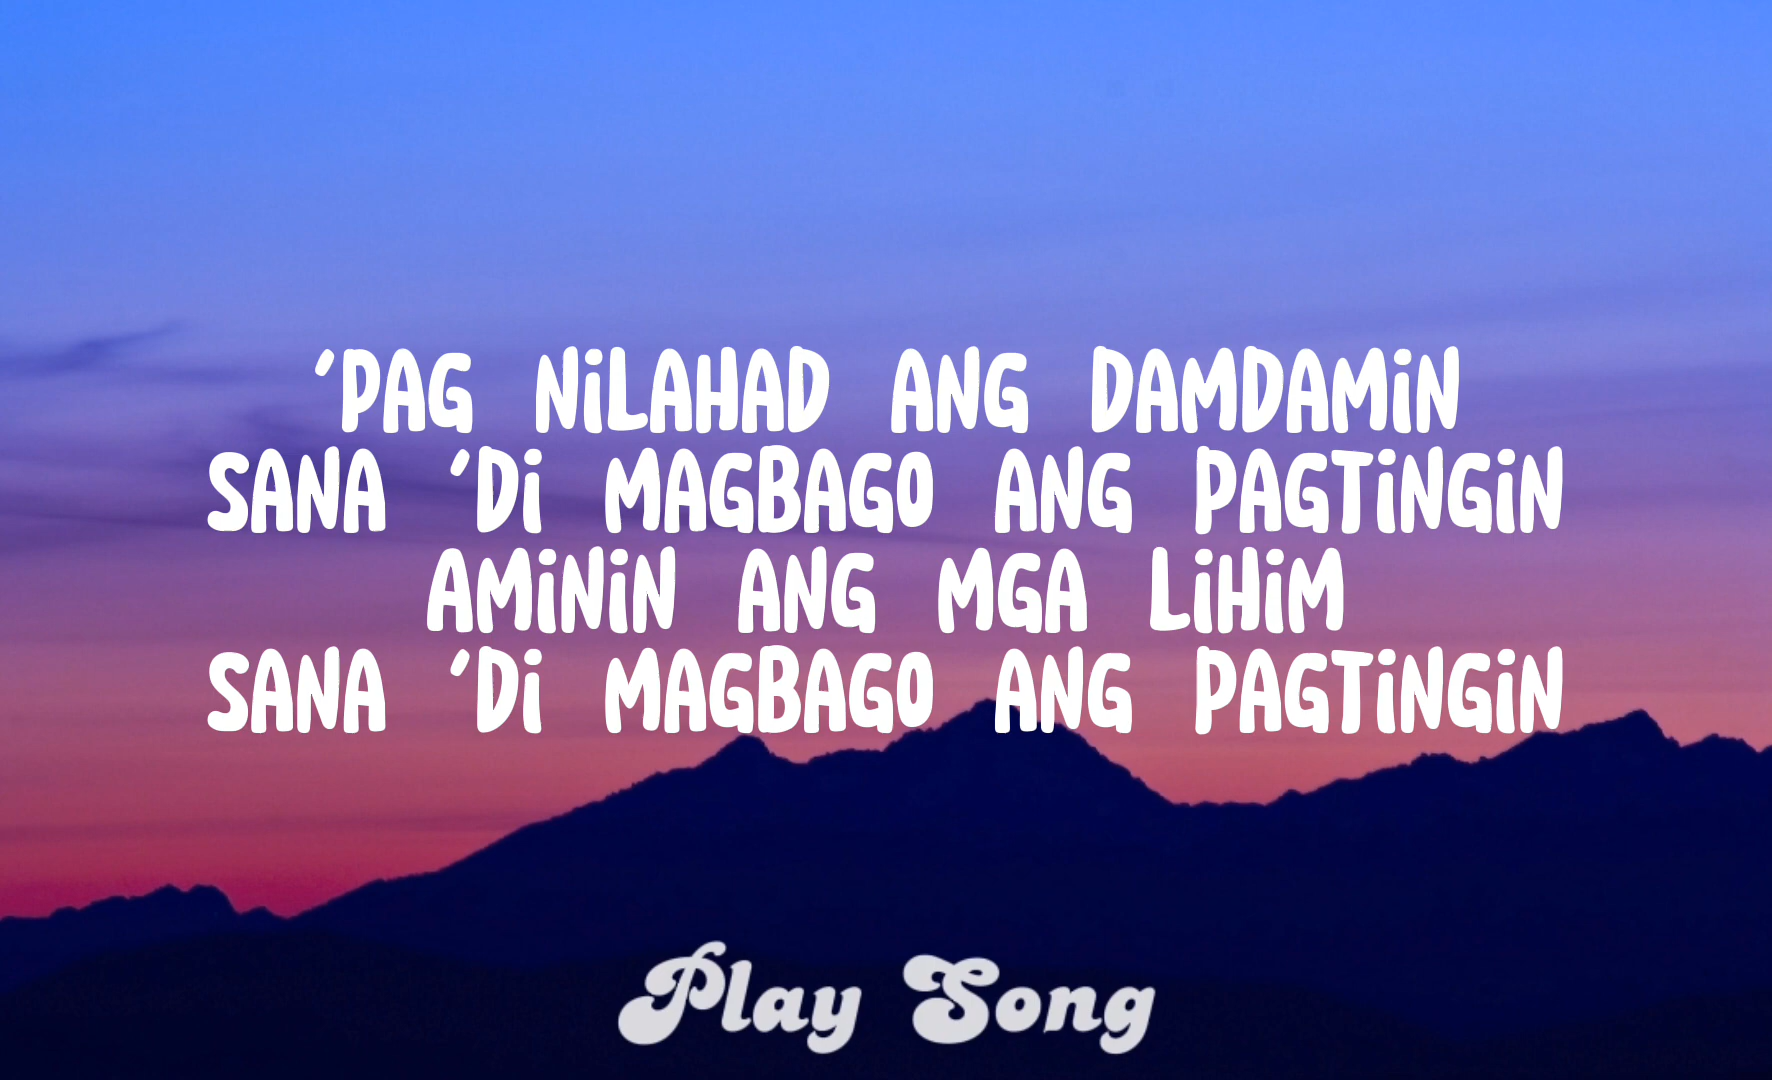 'PAG NiLAHAD ANG DAMDAMiN
SANA 'Di MAGBAGO ANG PAGTiNGiN
AMiNiN ANG MGA LiHiM
SANA 'Di MAGBAGO ANG PAGTiNGiN
Play Song